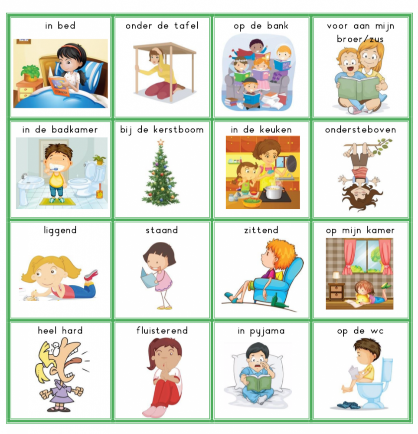 in bed
onder de tafel
op de bank
voor aan mijn
broer/zus
in de badkamer
bij de kerstboom
in de keuken
ondersteboven
liggend
staand
zittend
op mijn kamer
heel hard
fluisterend
in pyjama
op de wc